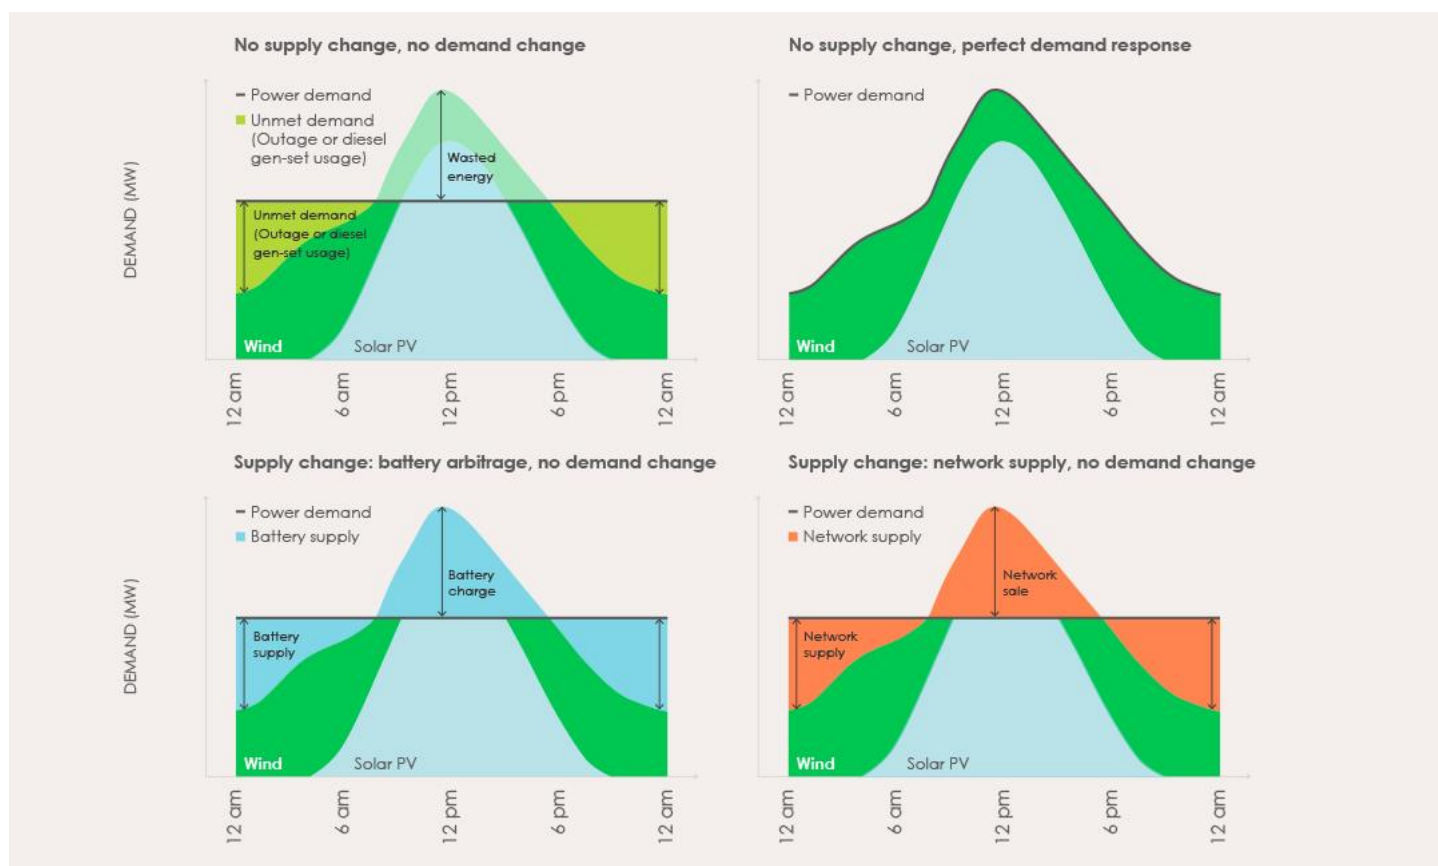 No supply change, no demand change
Power demand
Unmet demand
(Outage or diesel
gen-set usage)
Wasted
energy
Unmet demand
(Outage or diesel
gen-set usage)
DEMAND (MW)
Wind
Solar PV
12 am
6 am
12 pm
6 pm
12 am
No supply change, perfect demand response
Power demand
Wind
Solar PV
12 am
6 am
12 pm
6 pm
12 am
Supply change: battery arbitrage, no demand change
Power demand
Battery supply
Battery
charge
Battery
supply
DEMAND (MW)
Wind
Solar PV
12 am
6 am
12 pm
6 pm
12 am
Supply change: network supply, no demand change
Power demand
Network supply
Network
sale
Network
supply
Wind
Solar PV
12 am
6 am
12 pm
6 pm
12 am